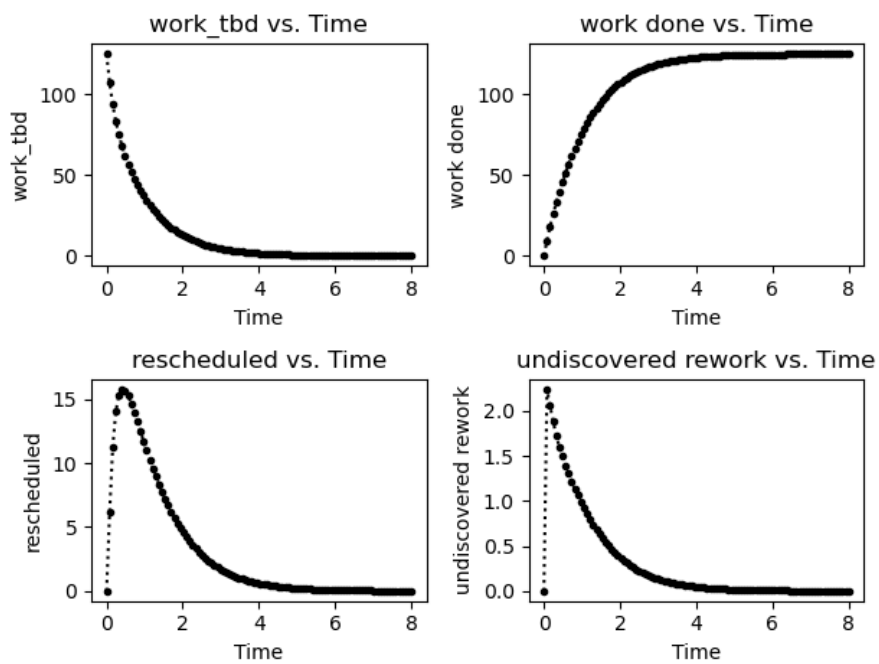 work_tbd vs. Time
work_tbd
100
50
0
0 2 4 6 8
Time
work done vs. Time
work done
100
50
0
0 2 4 6 8
Time
rescheduled vs. Time
rescheduled
15
10
5
0
0 2 4 6 8
Time
undiscovered rework vs. Time
undiscovered rework
2.0
1.5
1.0
0.5
0.0
0 2 4 6 8
Time